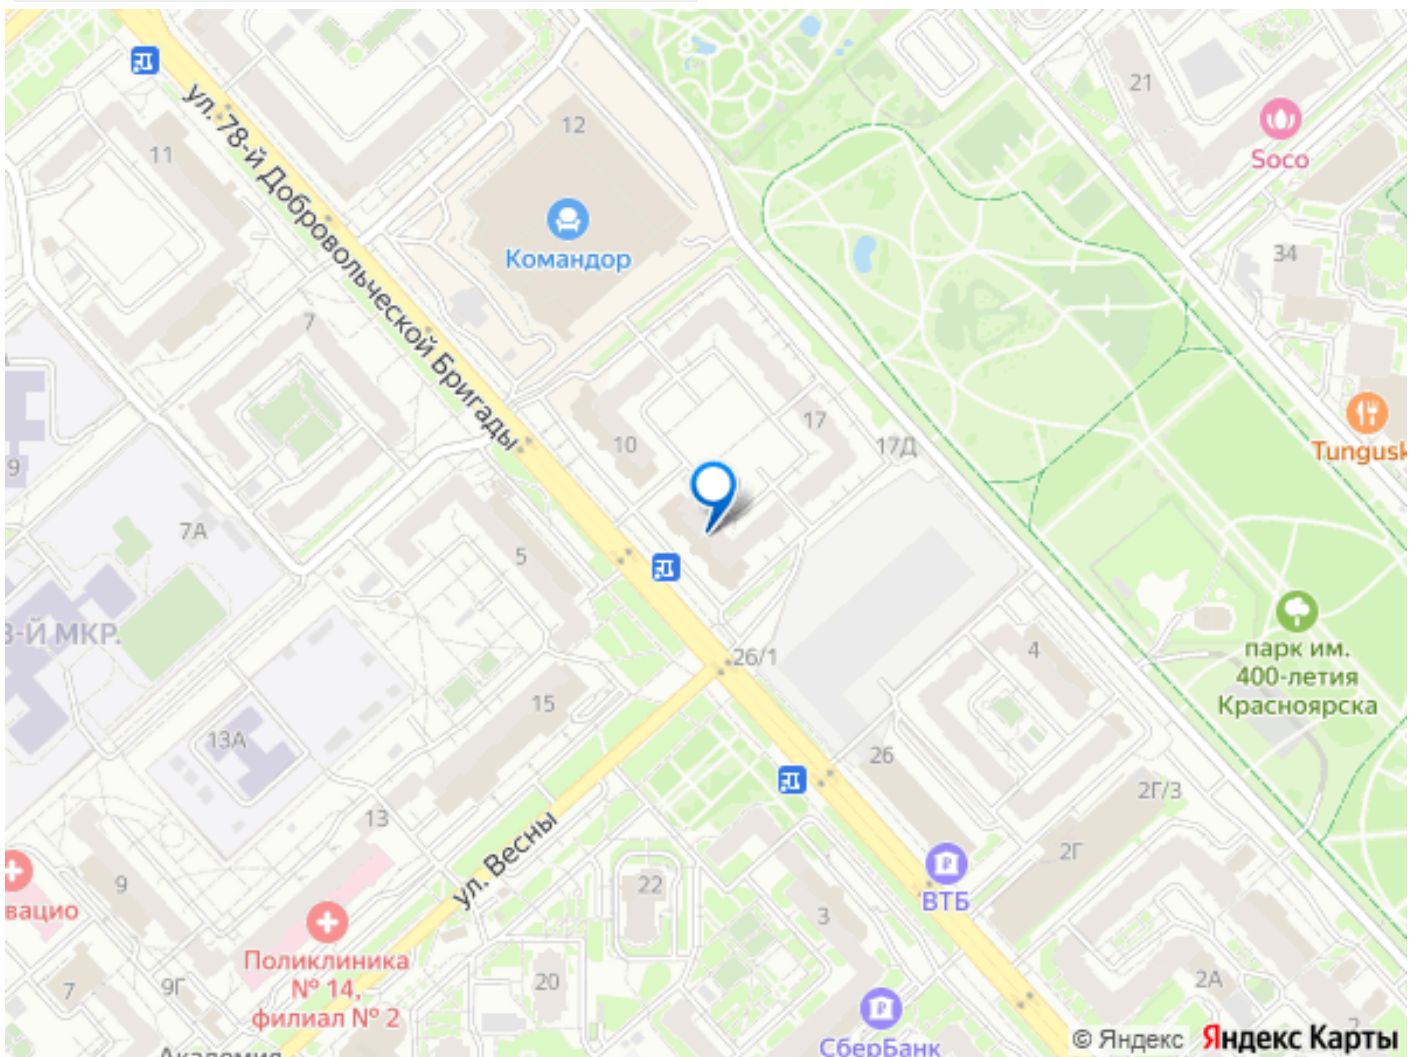 12
21
Soco
ул. 78-й Добровольческой Бригады
11
Командор
34
7
17
10
17Д
Tungusk
9
7А
5
3-Й МКР.
26/1
4
парк им.
400-летия
Красноярска
15
13А
26
2Г/3
13
ул. Весны
2Г
ВТБ
9
22
вацио
3
Поликлиника
№ 14,
филиал № 2
7
9Г
20
2А
СберБанк
2
Академия
© Яндекс Яндекс Карты